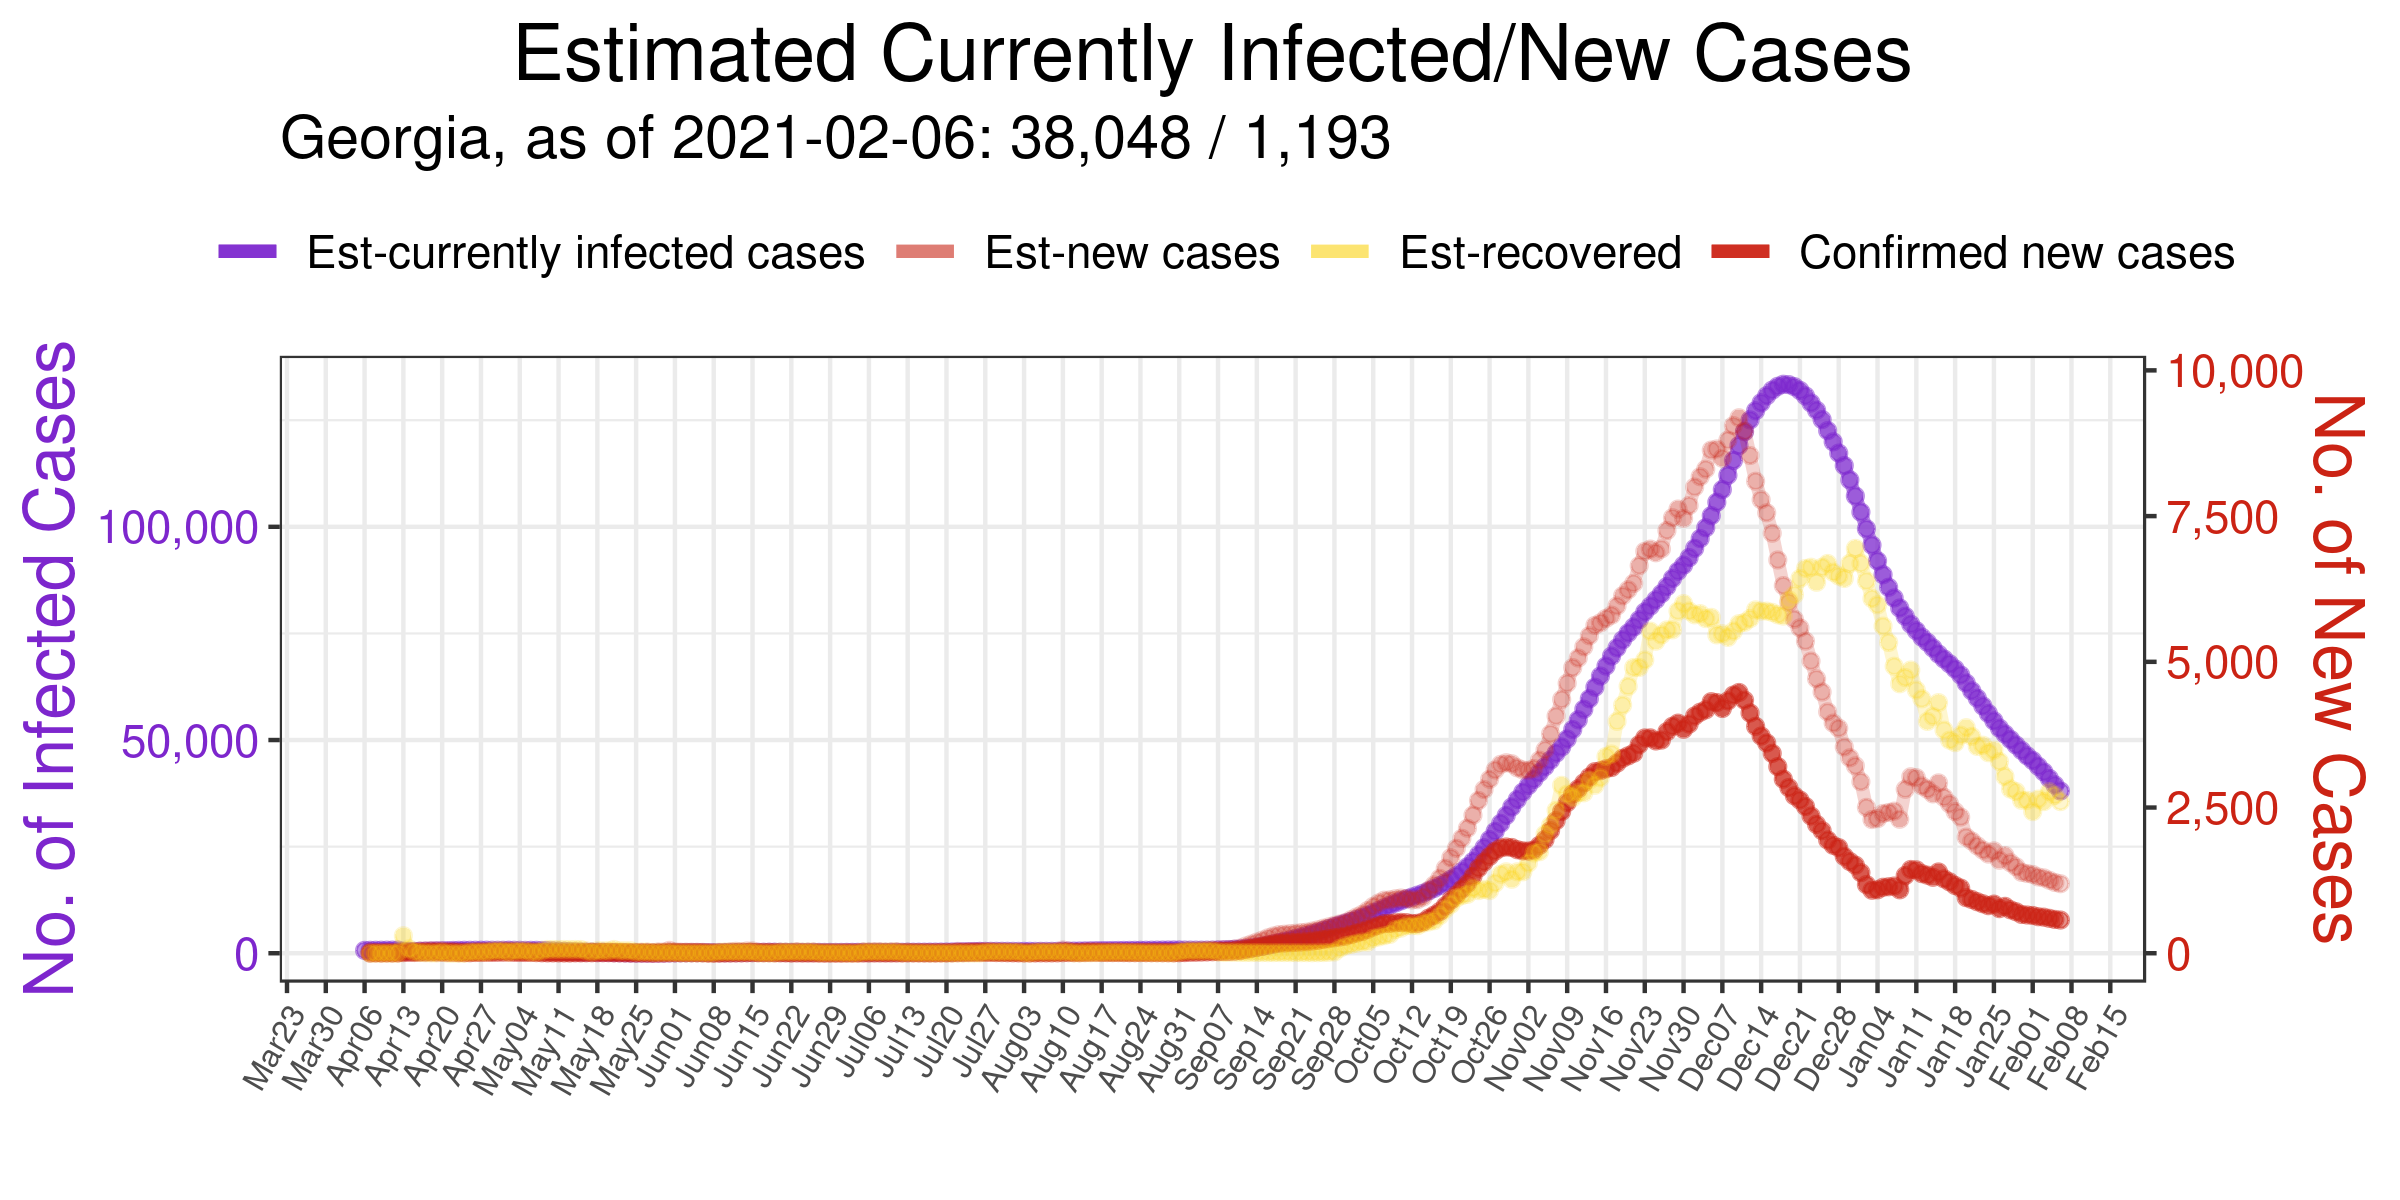 Estimated Currently Infected/New Cases
Georgia, as of 2021-02-06: 38,048 / 1,193
Est-currently infected cases Est-new cases Est-recovered Confirmed new cases
No. of Infected Cases
100,000
50,000
0
10,000
7,500
5,000
2,500
0
No. of New Cases
Mar23 Mar30 Apr06 Apr13 Apr20 Apr27 May04 May11 May18 May25 Jun01 Jun08 Jun15 Jun22 Jun29 Jul06 Jul13 Jul20 Jul27 Aug03 Aug10 Aug17 Aug24 Aug31 Sep07 Sep14 Sep21 Sep28 Oct05 Oct12 Oct19 Oct26 Nov02 Nov09 Nov16 Nov23 Nov30 Dec07 Dec14 Dec21 Dec28 Jan04 Jan11 Jan18 Jan25 Feb01 Feb08 Feb15